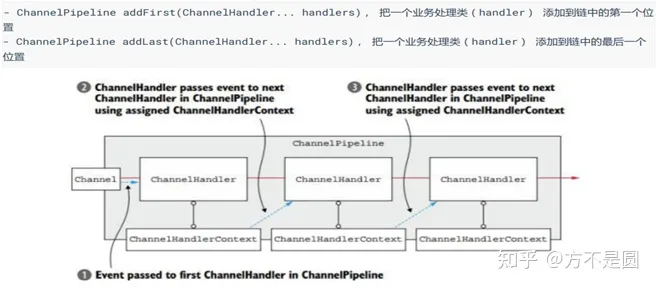 - ChannelPipeline addFirst(ChannelHandler... handlers), 把一个业务处理类(handler) 添加到链中的第一个位
置
- ChannelPipeline addLast(ChannelHandler... handlers), 把一个业务处理类(handler) 添加到链中的最后一个
位置
2 ChannelHandler passes event to next
ChannelHandler in ChannelPipeline
using assigned ChannelHandlerContext
3 ChannelHandler passes event to next
ChannelHandler in ChannelPipeline
using assigned ChannelHandlerContext
ChannelPipeline
Channel
ChannelHandler
ChannelHandler
ChannelHandler
ChannelHandlerContext
ChannelHandlerContext
ChannelHandlerContext
1 Event passed to first ChannelHandler in ChannelPipeline
知乎 @方不是圆